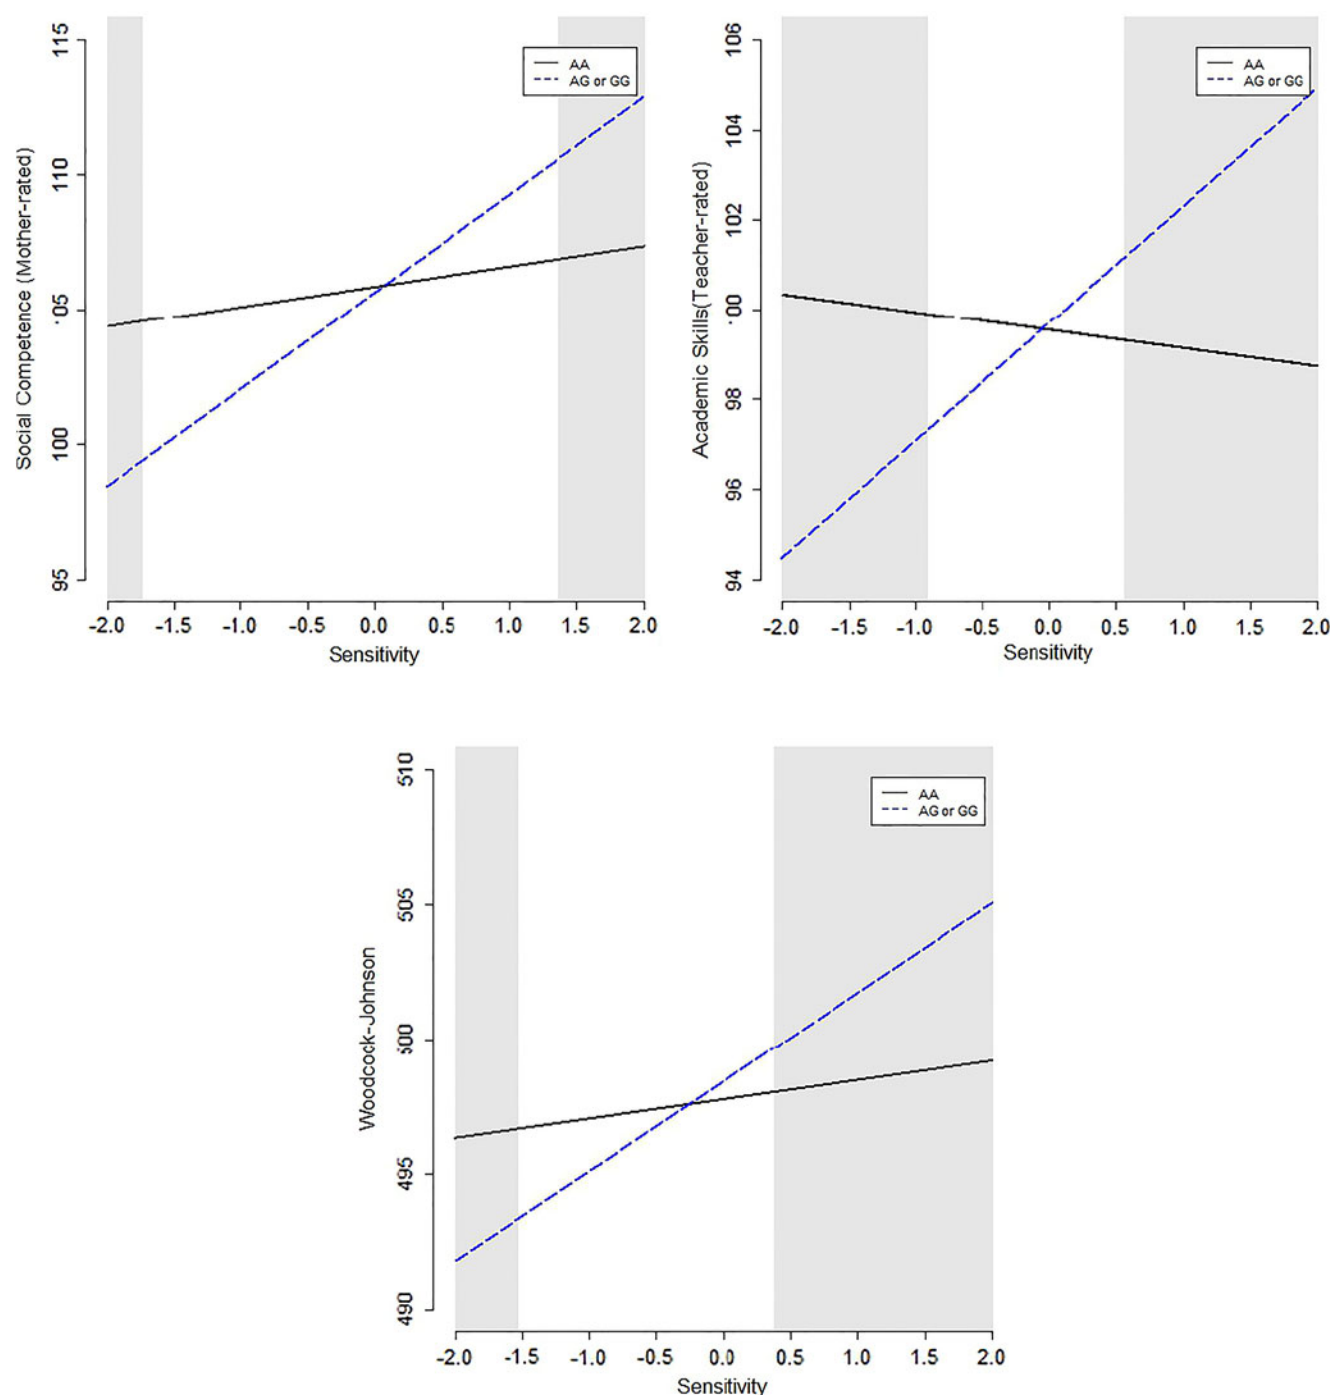 Social Competence (Mother-rated)
115
110
105
100
95
AA
AG or GG
-2.0 -1.5 -1.0 -0.5 0.0 0.5 1.0 1.5 2.0
Sensitivity
Academic Skills(Teacher-rated)
106
104
102
100
98
96
94
AA
AG or GG
-2.0 -1.5 -1.0 -0.5 0.0 0.5 1.0 1.5 2.0
Sensitivity
Woodcock-Johnson
510
505
500
495
490
AA
AG or GG
-2.0 -1.5 -1.0 -0.5 0.0 0.5 1.0 1.5 2.0
Sensitivity